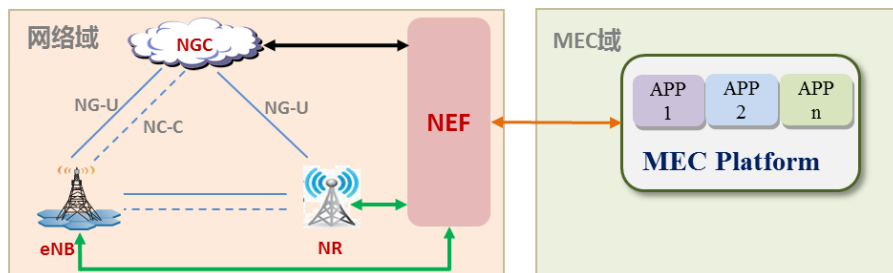 网络域
NGC
MEC域
APP
1
APP
2
APP
n
NG-U
NG-U
NC-C
NEF
MEC Platform
eNB
NR